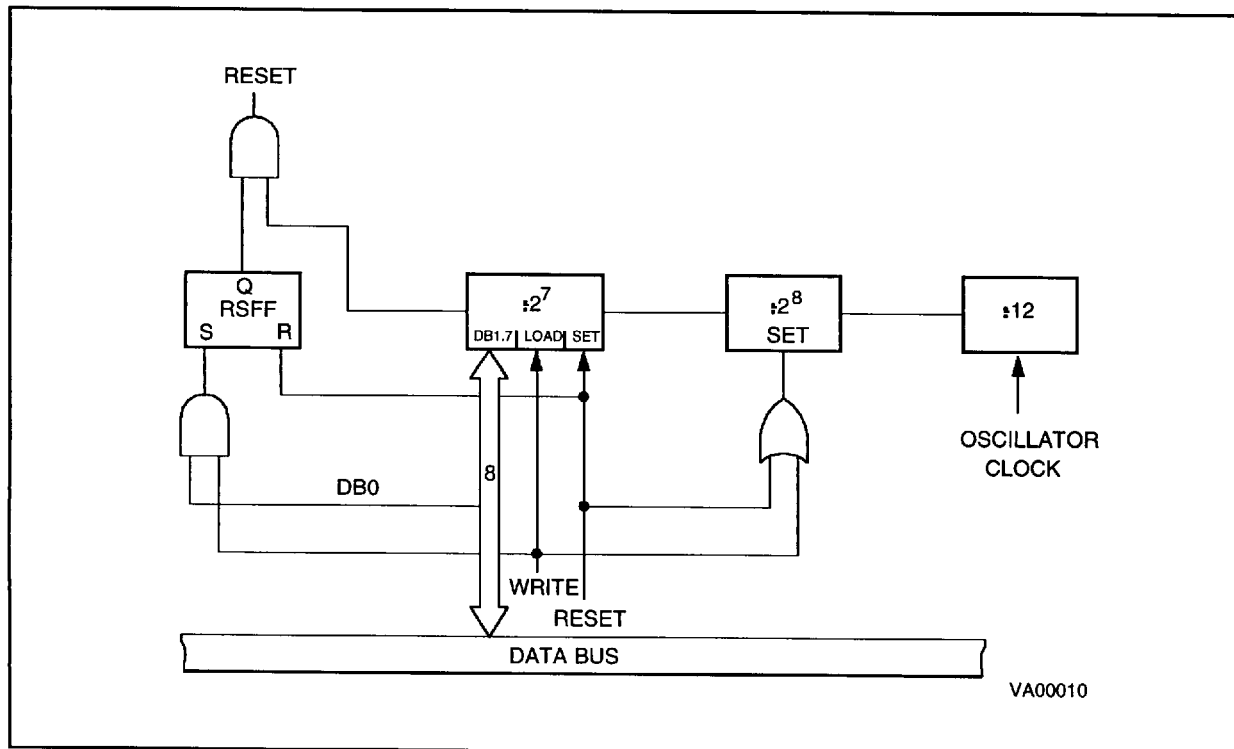 RESET
Q
RSFF
S R
:2⁷
DB1.7 LOAD SET
:2⁸
SET
:12
OSCILLATOR
CLOCK
8
DB0
WRITE
RESET
DATA BUS
VA00010